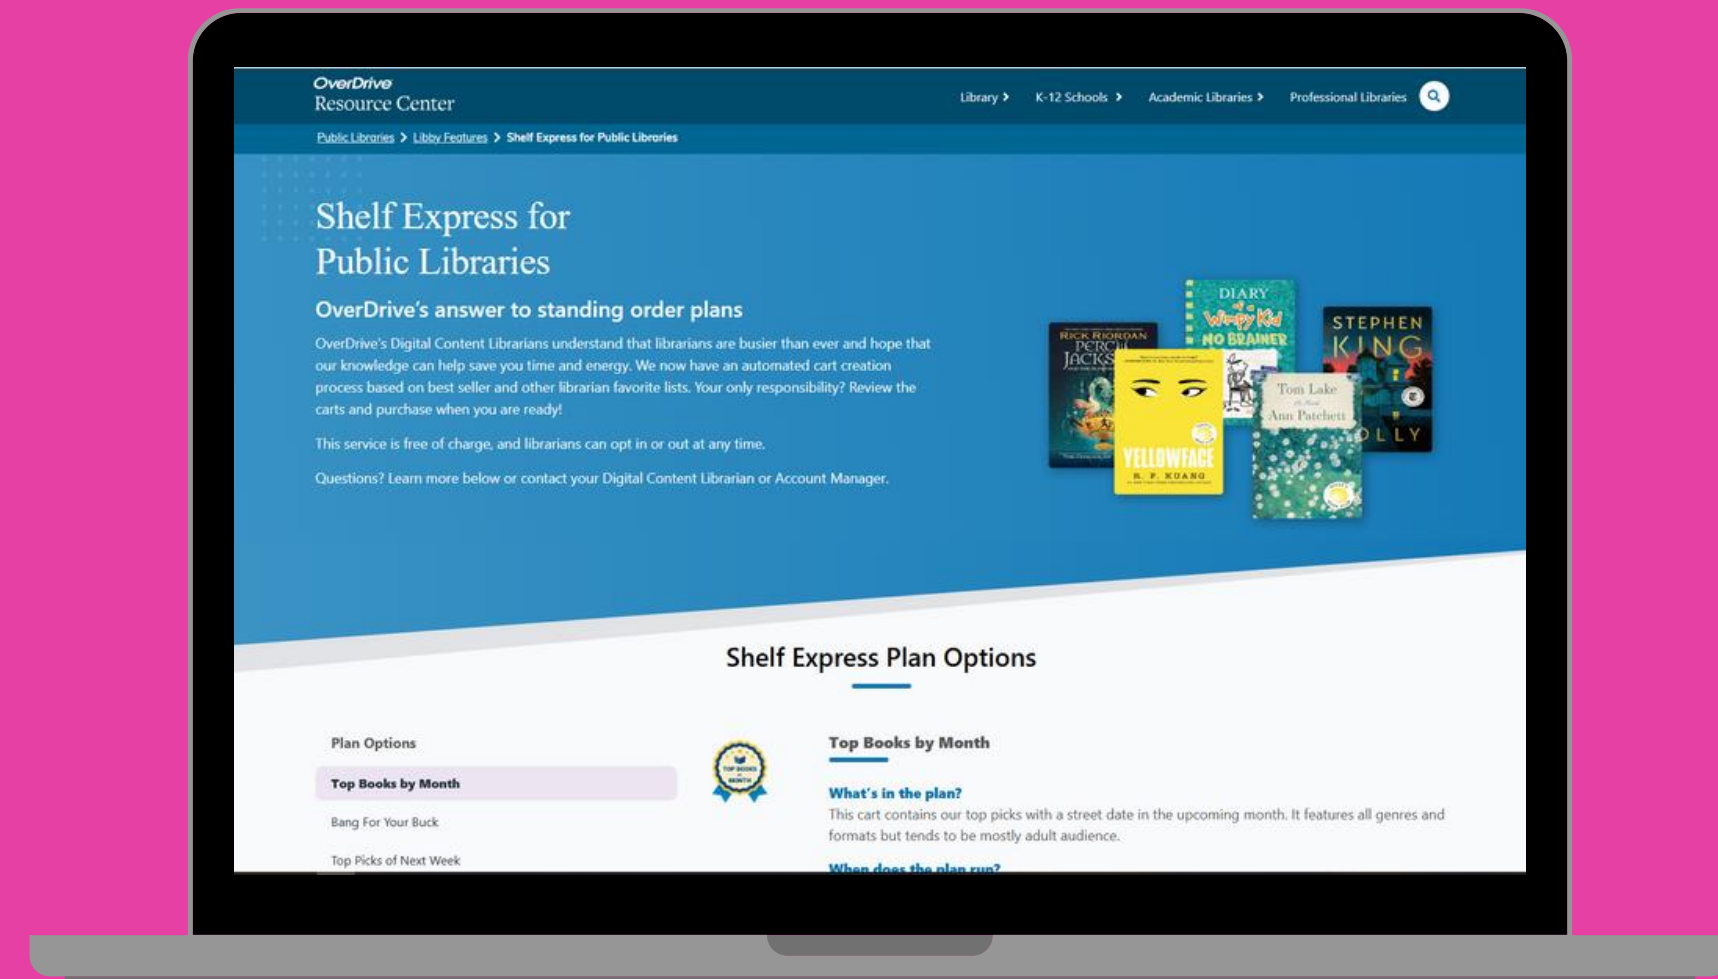 OverDrive
Resource Center
Library
K-12 Schools
Academic Libraries
Professional Libraries
Public Libraries > Libby Features > Shelf Express for Public Libraries
Shelf Express for
Public Libraries
OverDrive's answer to standing order plans
OverDrive's Digital Content Librarians understand that librarians are busier than ever and hope that
our knowledge can help save you time and energy. We now have an automated cart creation
process based on best seller and other librarian favorite lists. Your only responsibility? Review the
carts and purchase when you are ready!
This service is free of charge, and librarians can opt in or out at any time.
Questions? Learn more below or contact your Digital Content Librarian or Account Manager.
RICK RIORDAN
DIARY
of a
Wimpy Kid
NO BRAINER
STEPHEN
KING
YELLOWFACE
R. F. KUANG
Tom Lake
Ann Patchett
Shelf Express Plan Options
Plan Options
Top Books by Month
Bang For Your Buck
Top Picks of Next Week
TOP BOOKS
MONTH
Top Books by Month
What's in the plan?
This cart contains our top picks with a street date in the upcoming month. It features all genres and
formats but tends to be mostly adult audience.
When does the plan run?